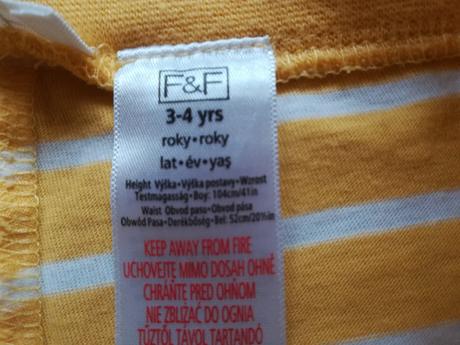 F&F
3-4 yrs
roky•roky
lat•év•yaş
Height Výška•Výška postavy•Wzrost
Testmagasság•Boy: 104cm/41in
Waist Obvod pasu•Obvod pása
Obwód Pasa•Derékbőség•Bel: 52cm/20½in
KEEP AWAY FROM FIRE
UCHOVEJTE MIMO DOSAH OHNĚ
CHRÁŇTE PRED OHŇOM
NIE ZBLIŻAĆ DO OGNIA
TŰZTŐL TÁVOL TARTANDÓ